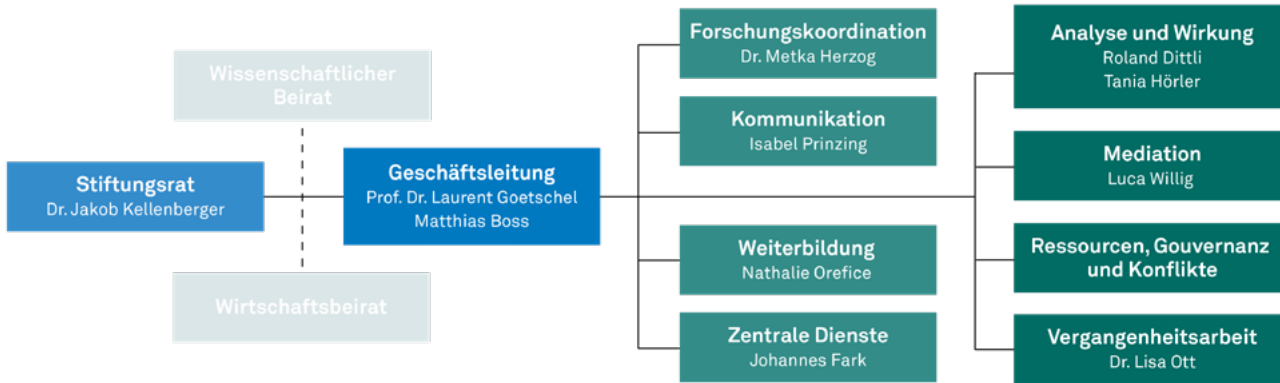 Wissenschaftlicher
Beirat
Stiftungsrat
Dr. Jakob Kellenberger
Wirtschaftsbeirat
Geschäftsleitung
Prof. Dr. Laurent Goetschel
Matthias Boss
Forschungskoordination
Dr. Metka Herzog
Kommunikation
Isabel Prinzing
Weiterbildung
Nathalie Orefice
Zentrale Dienste
Johannes Fark
Analyse und Wirkung
Roland Dittli
Tania Hörler
Mediation
Luca Willig
Ressourcen, Gouvernanz
und Konflikte
Vergangenheitsarbeit
Dr. Lisa Ott